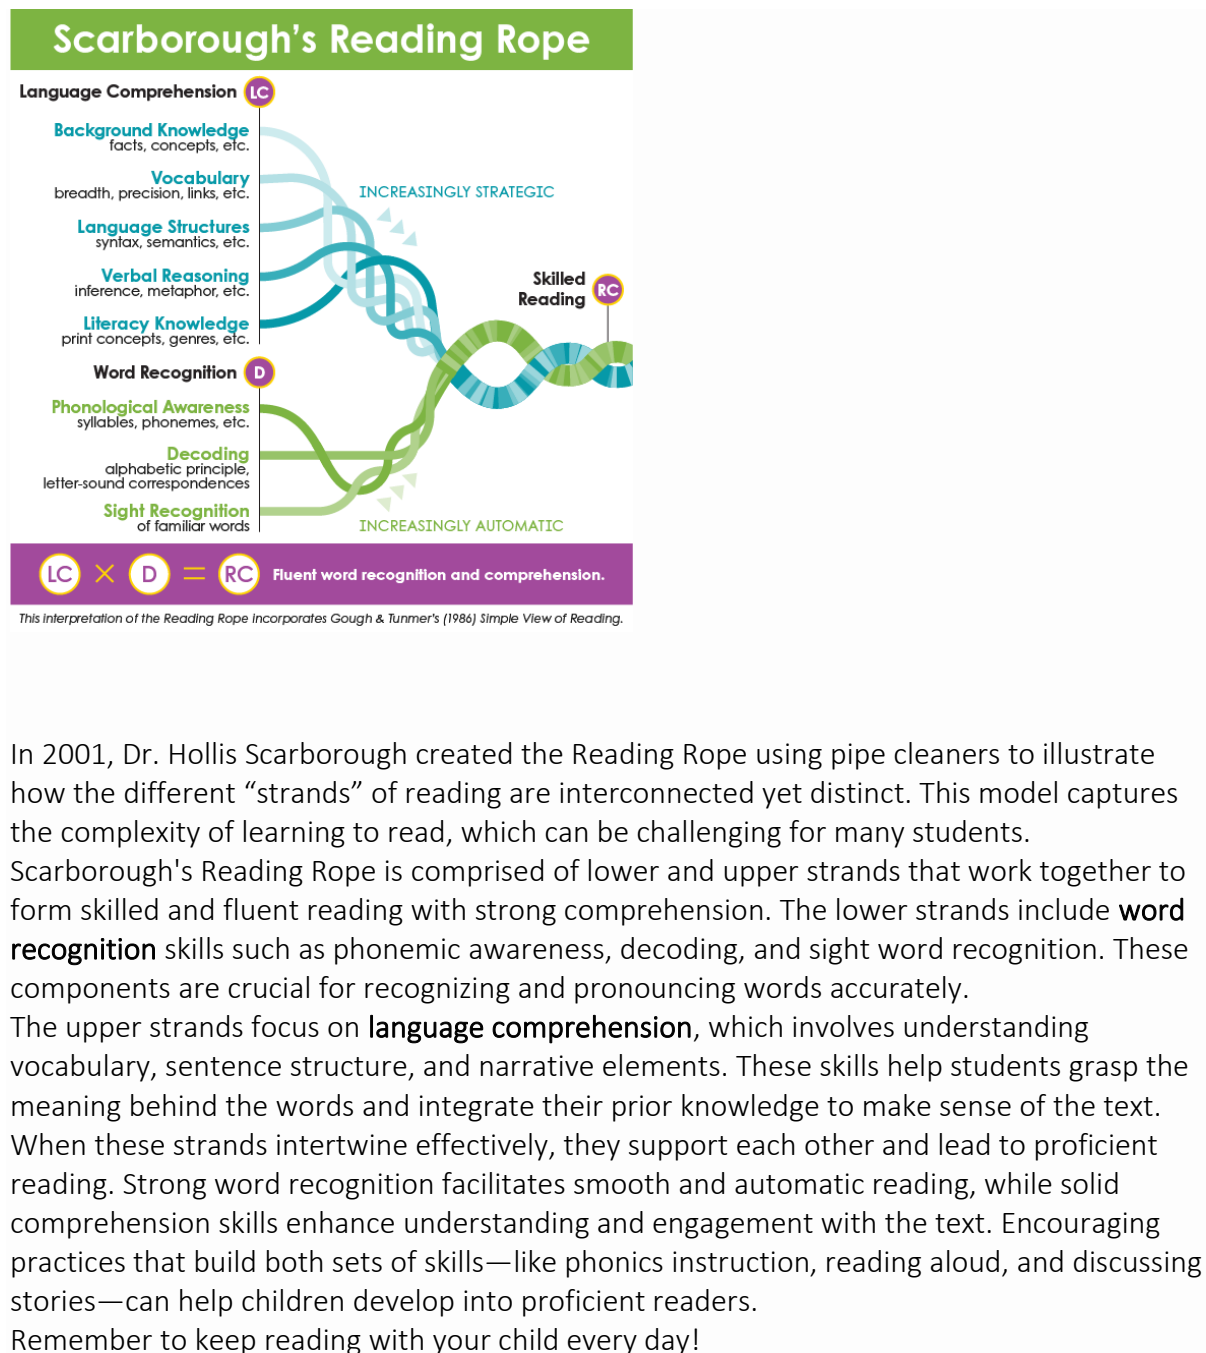 Scarborough's Reading Rope
Language Comprehension LC
Background Knowledge
facts, concepts, etc.
Vocabulary
breadth, precision, links, etc.
INCREASINGLY STRATEGIC
Language Structures
syntax, semantics, etc.
Verbal Reasoning
inference, metaphor, etc.
Skilled
Reading
RC
Literacy Knowledge
print concepts, genres, etc.
Word Recognition D
Phonological Awareness
syllables, phonemes, etc.
Decoding
alphabetic principle,
letter-sound correspondences
Sight Recognition
of familiar words
INCREASINGLY AUTOMATIC
LC × D = RC Fluent word recognition and comprehension.
This interpretation of the Reading Rope incorporates Gough & Tunmer's (1986) Simple View of Reading.
In 2001, Dr. Hollis Scarborough created the Reading Rope using pipe cleaners to illustrate
how the different “strands” of reading are interconnected yet distinct. This model captures
the complexity of learning to read, which can be challenging for many students.
Scarborough's Reading Rope is comprised of lower and upper strands that work together to
form skilled and fluent reading with strong comprehension. The lower strands include word
recognition skills such as phonemic awareness, decoding, and sight word recognition. These
components are crucial for recognizing and pronouncing words accurately.
The upper strands focus on language comprehension, which involves understanding
vocabulary, sentence structure, and narrative elements. These skills help students grasp the
meaning behind the words and integrate their prior knowledge to make sense of the text.
When these strands intertwine effectively, they support each other and lead to proficient
reading. Strong word recognition facilitates smooth and automatic reading, while solid
comprehension skills enhance understanding and engagement with the text. Encouraging
practices that build both sets of skills—like phonics instruction, reading aloud, and discussing
stories—can help children develop into proficient readers.
Remember to keep reading with your child every day!